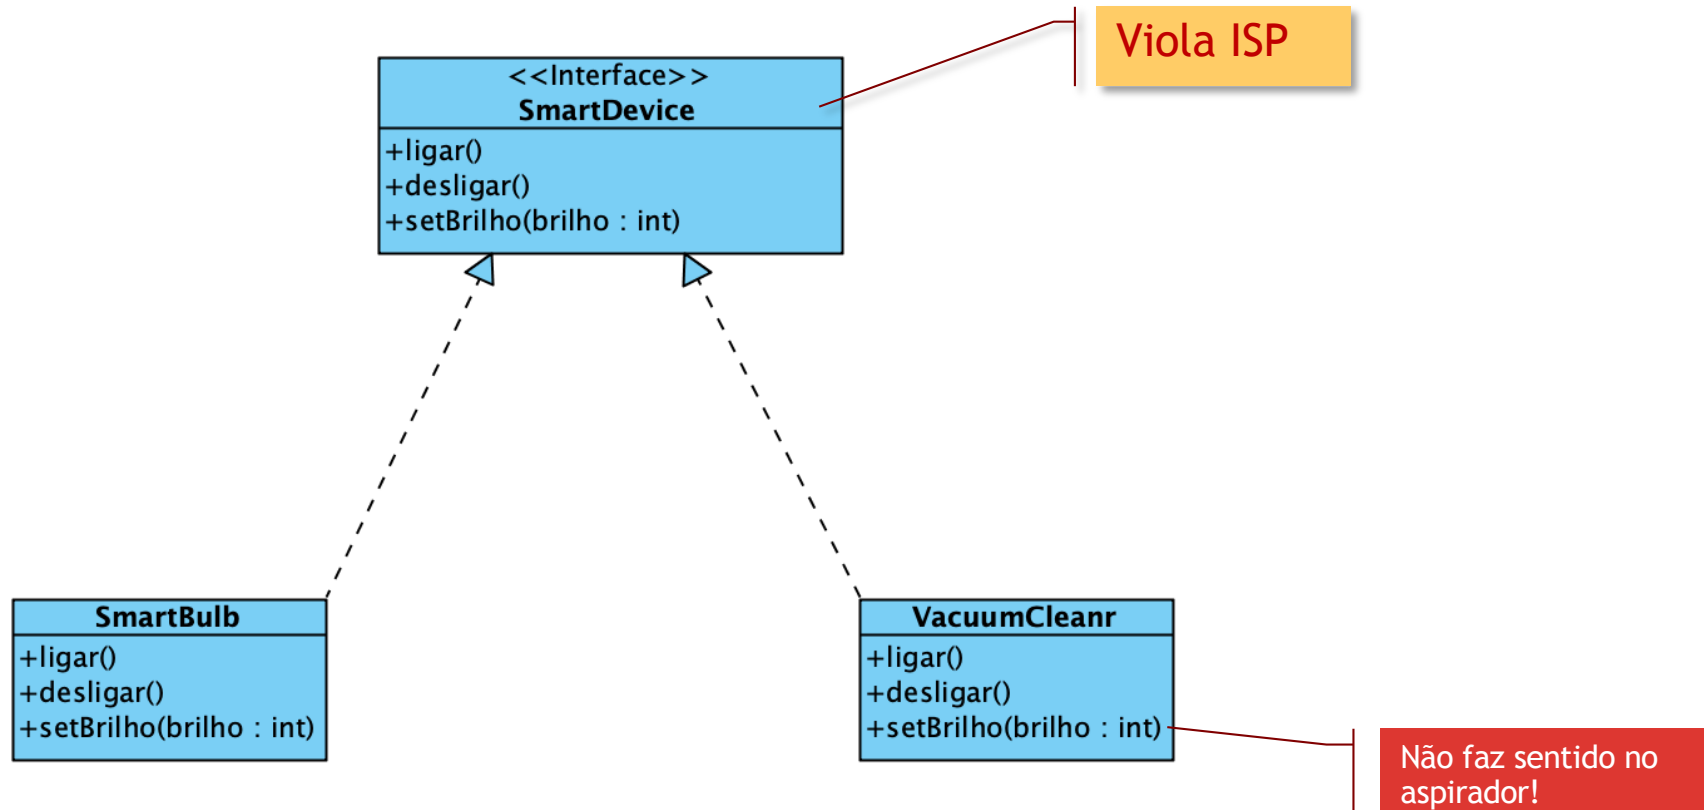 Viola ISP
<<Interface>>
SmartDevice
+ligar()
+desligar()
+setBrilho(brilho : int)
SmartBulb
+ligar()
+desligar()
+setBrilho(brilho : int)
VacuumCleanr
+ligar()
+desligar()
+setBrilho(brilho : int)
Não faz sentido no
aspirador!